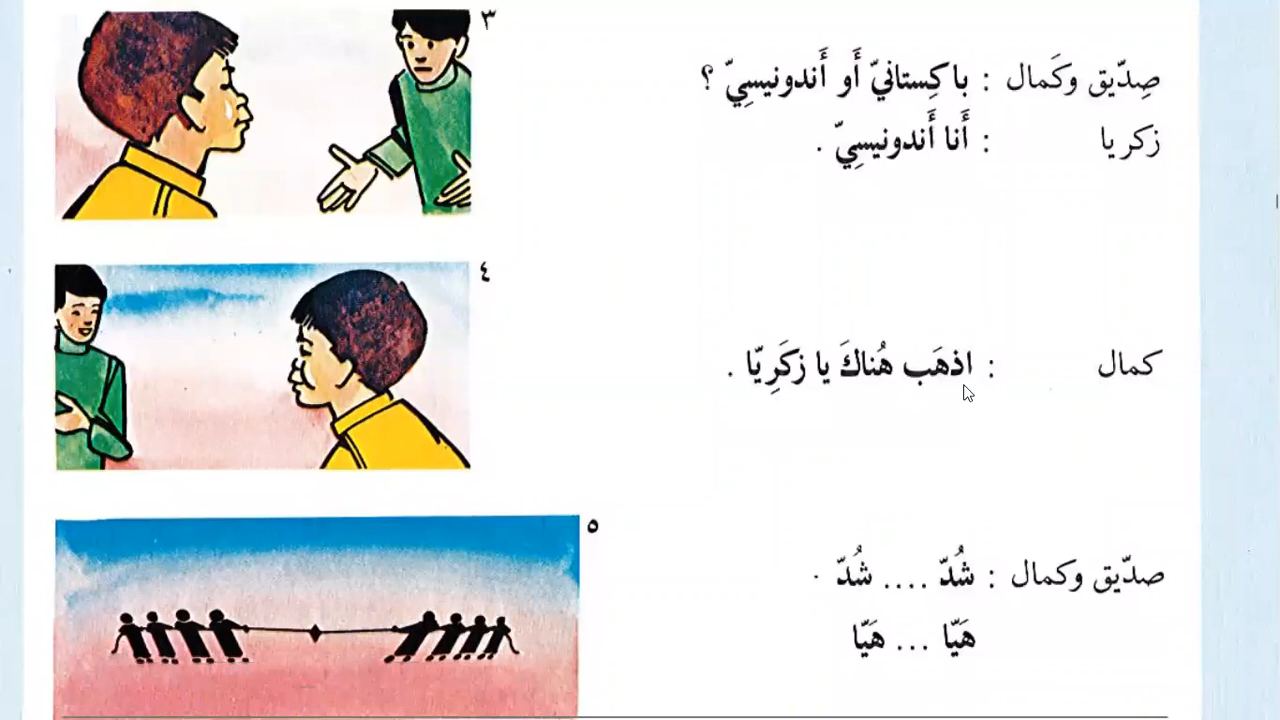 ٣
صِدّيق وكَمال : باكِستانيّ أَو أَندونيسِيّ ؟
زكريا : أَنا أَندونيسِيّ .
٤
كمال : اذهَب هُناكَ يا زكَرِيّا .
٥
صدّيق وكمال : شُدّ .... شُدّ .
هَيّا ... هَيّا